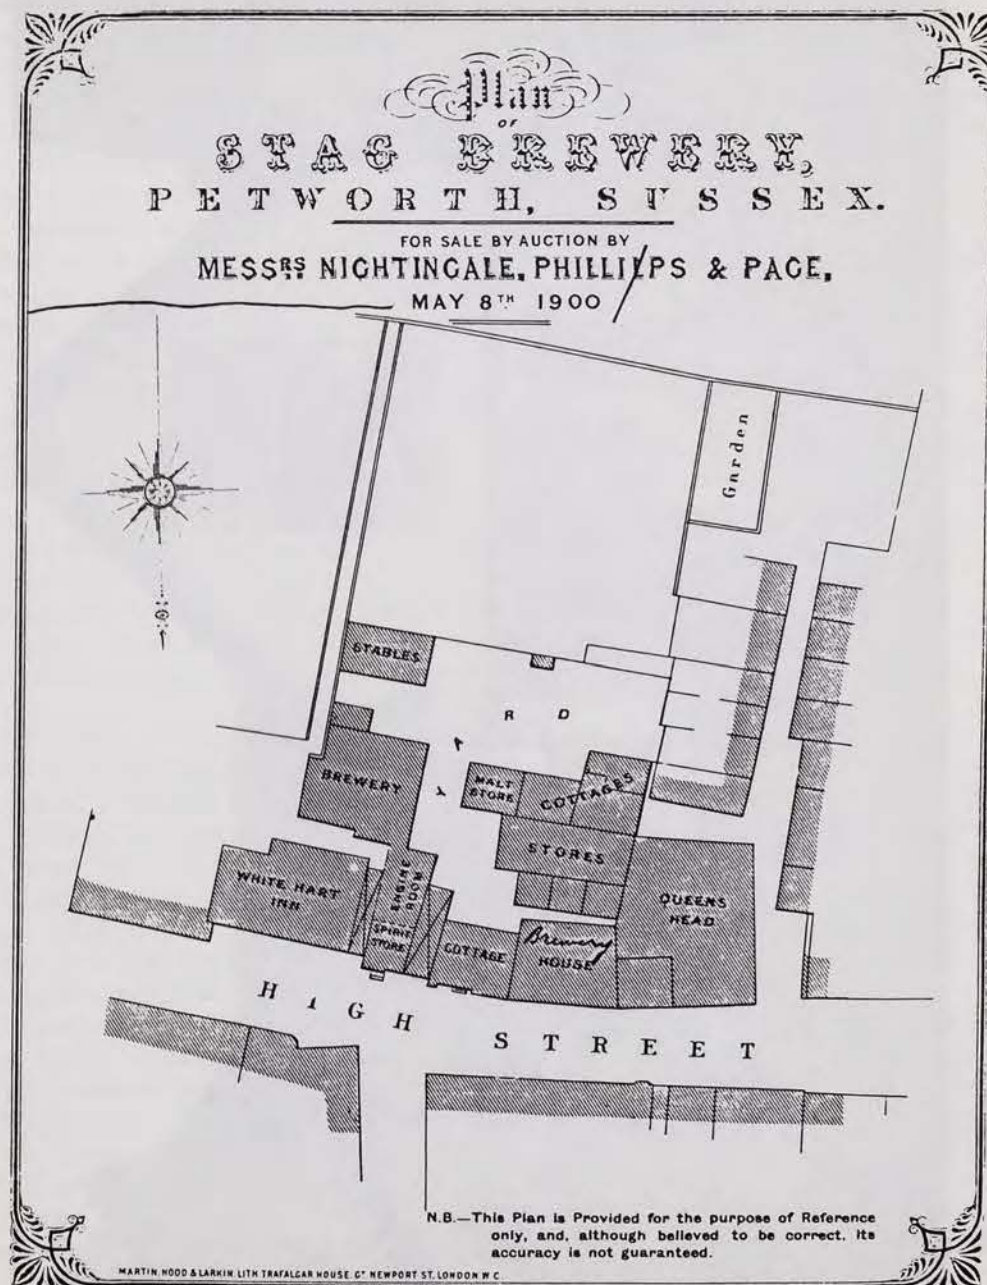 Plan
OF
STAG BREWERY,
PETWORTH, SUSSEX.
FOR SALE BY AUCTION BY
MESSRS NIGHTINGALE, PHILLIPS & PAGE,
MAY 8TH 1900
Garden
STABLES
YARD
BREWERY
MALT
STORE
COTTAGES
STORES
WHITE HART
INN
ENGINE
ROOM
SPIRIT
STORE
COTTAGE
Brewery
HOUSE
QUEENS
HEAD
HIGH STREET
N.B.—This Plan is Provided for the purpose of Reference
only, and, although believed to be correct, its
accuracy is not guaranteed.
MARTIN, HOOD & LARKIN, LITH. TRAFALGAR HOUSE, GT NEWPORT ST. LONDON W C